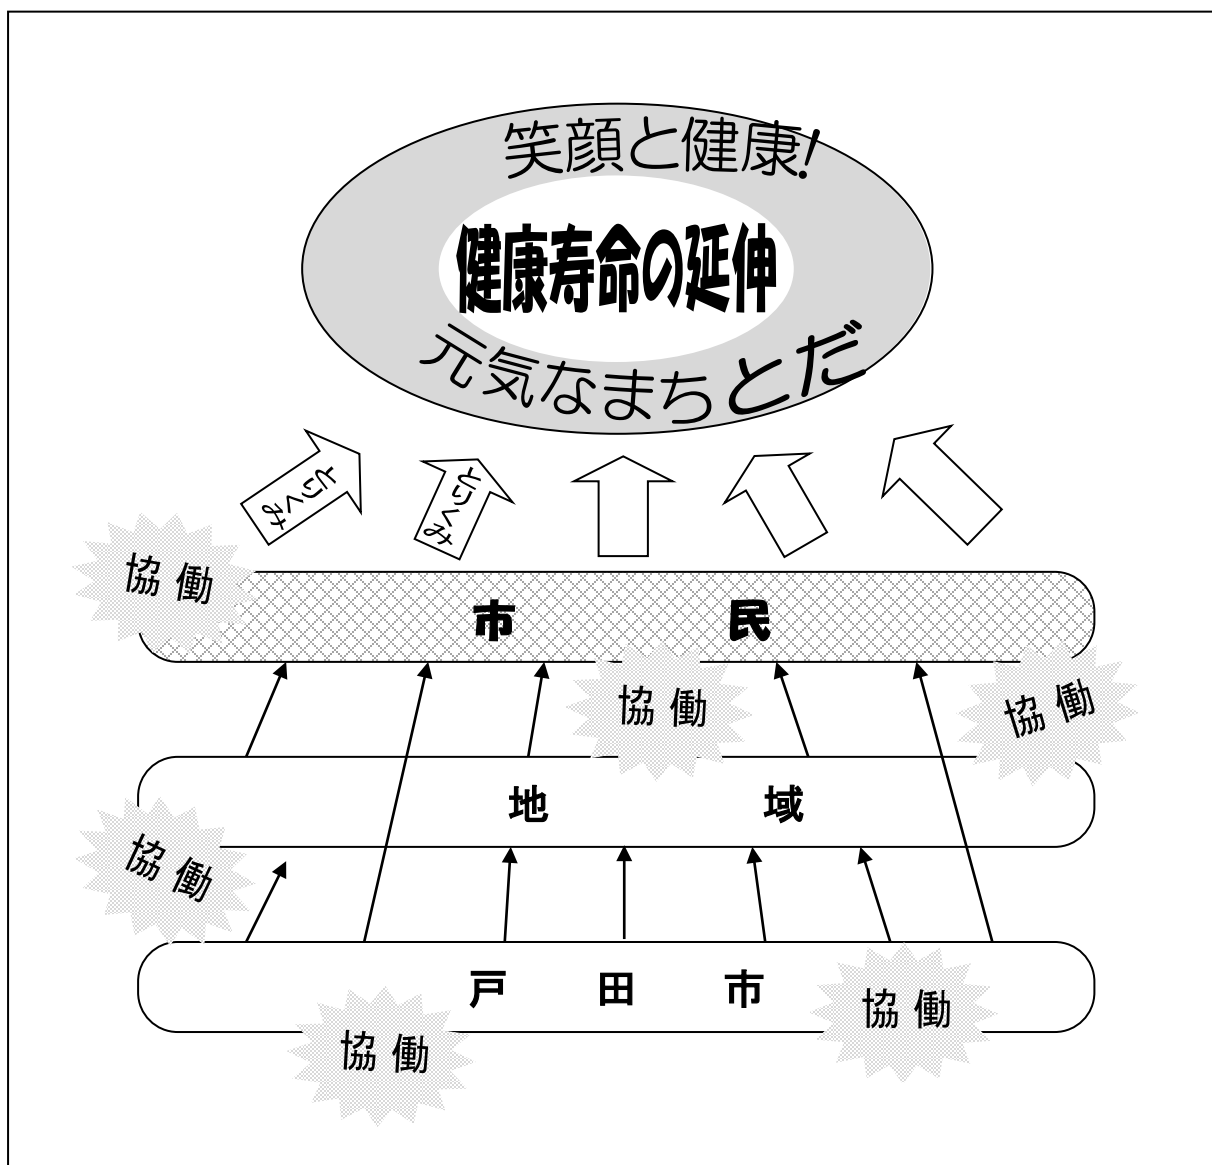 笑顔と健康!
健康寿命の延伸
元気なまちとだ
とりくみ
とりくみ
協働
市民
協働
協働
地域
協働
戸田市
協働
協働